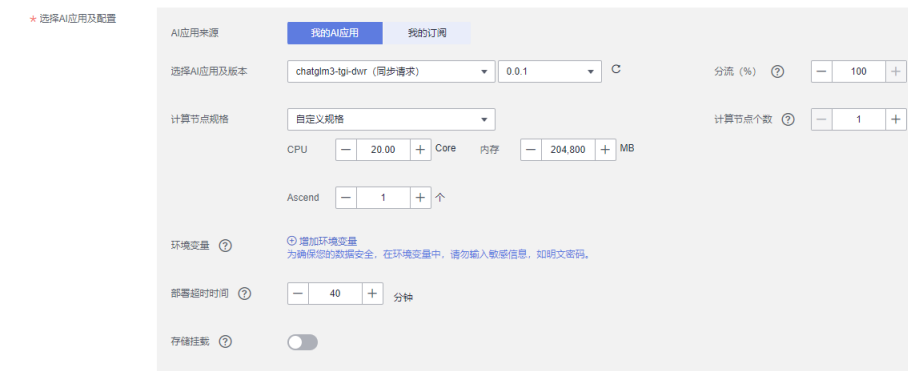 * 选择AI应用及配置
AI应用来源 我的AI应用 我的订阅
选择AI应用及版本 chatglm3-tgi-dwr（同步请求） 0.0.1 分流（%） ? — 100 +
计算节点规格 自定义规格 计算节点个数 ? — 1 +
CPU — 20.00 + Core 内存 — 204,800 + MB
Ascend — 1 + 个
环境变量 ? 增加环境变量
为确保您的数据安全，在环境变量中，请勿输入敏感信息，如明文密码。
部署超时时间 ? — 40 + 分钟
存储挂载 ?